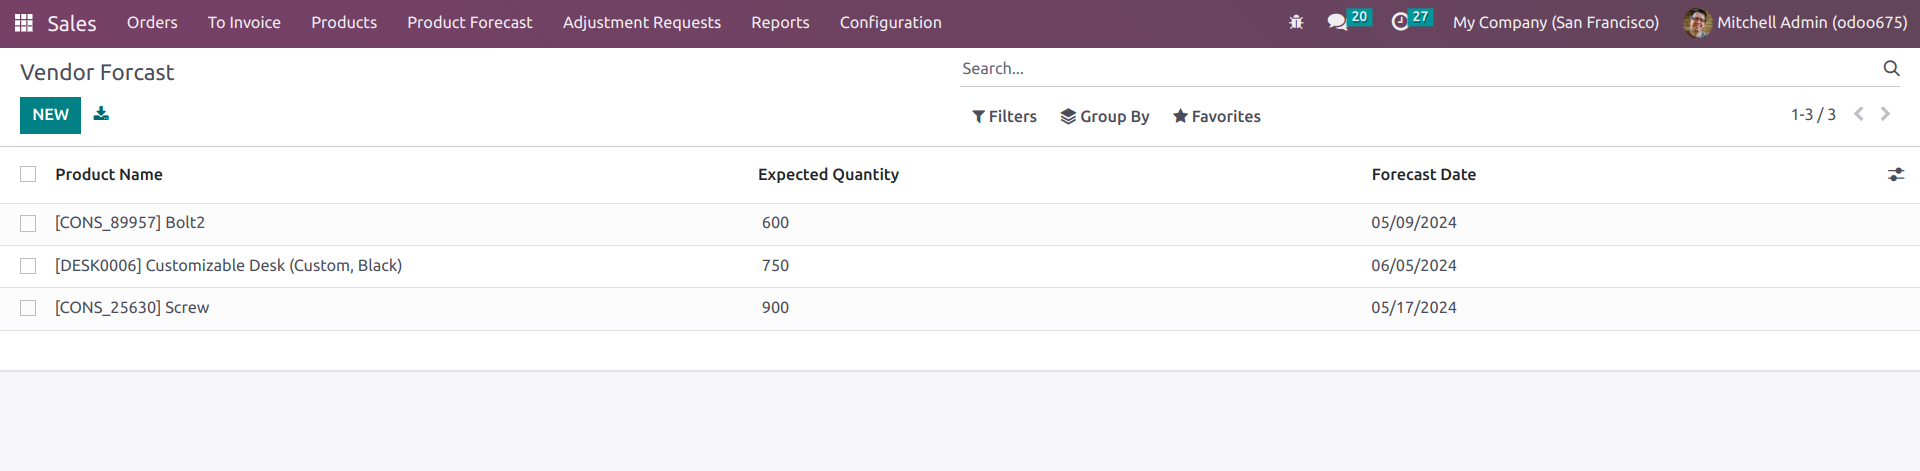 Sales Orders To Invoice Products Product Forecast Adjustment Requests Reports Configuration 20 27 My Company (San Francisco) Mitchell Admin (odoo675)
Vendor Forcast Search...
NEW Filters Group By Favorites 1-3 / 3
Product Name Expected Quantity Forecast Date
[CONS_89957] Bolt2 600 05/09/2024
[DESK0006] Customizable Desk (Custom, Black) 750 06/05/2024
[CONS_25630] Screw 900 05/17/2024